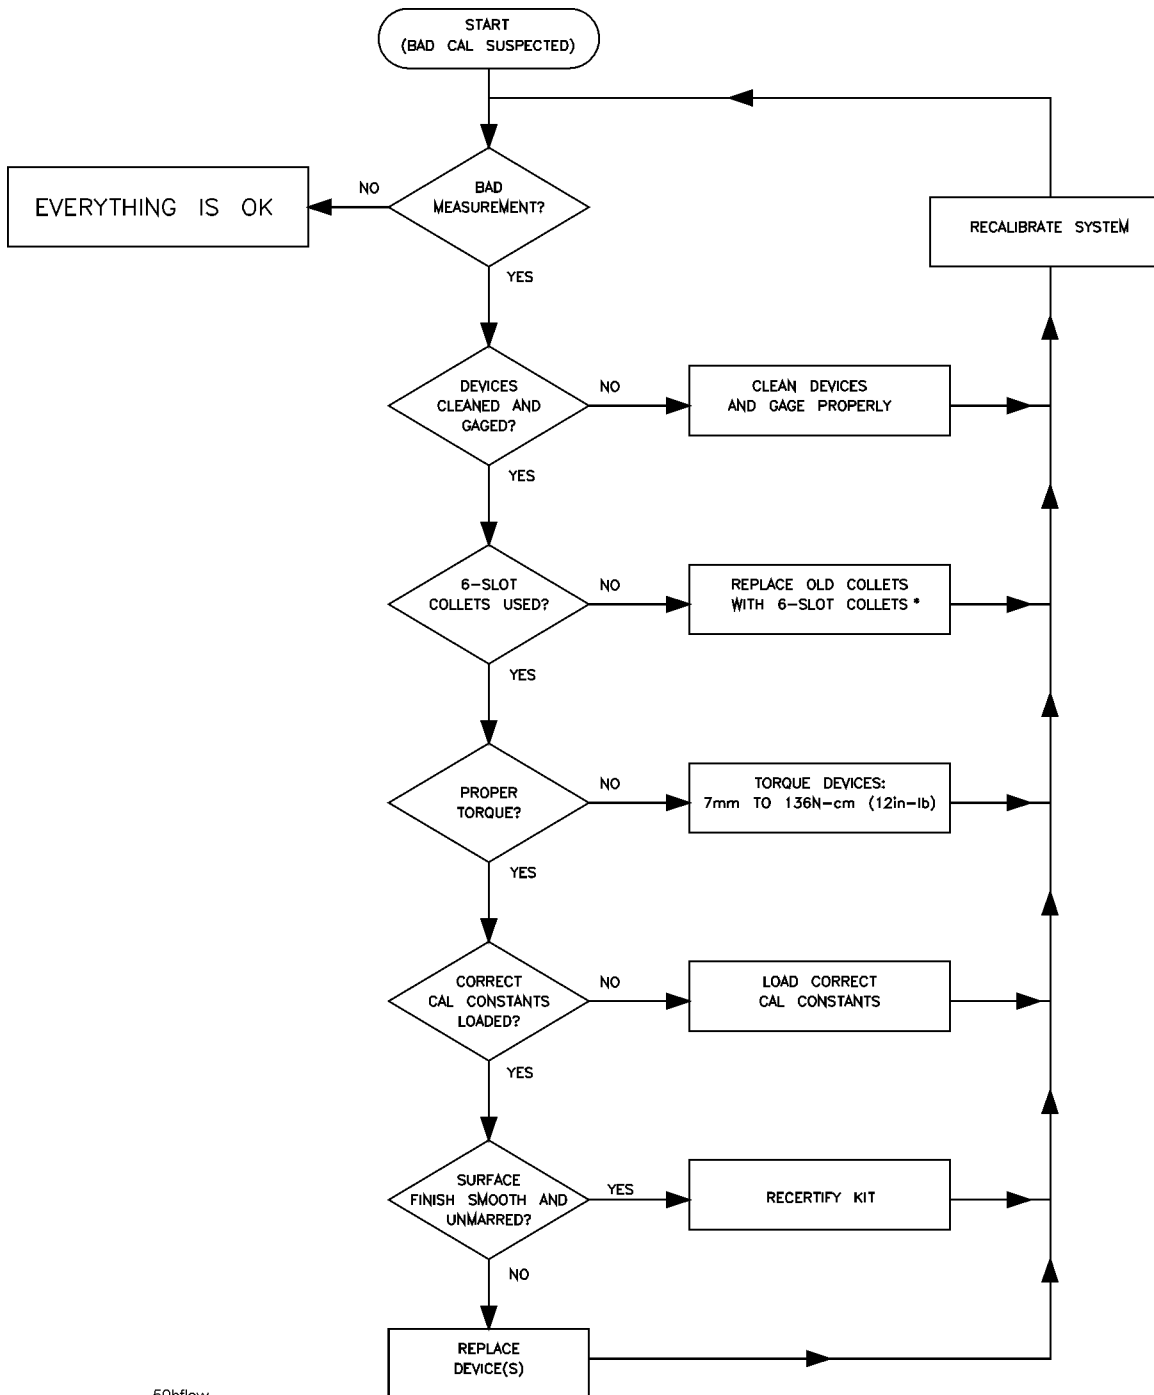 START
(BAD CAL SUSPECTED)
NO
BAD
MEASUREMENT?
EVERYTHING IS OK
RECALIBRATE SYSTEM
YES
DEVICES
CLEANED AND
GAGED?
NO
CLEAN DEVICES
AND GAGE PROPERLY
YES
6-SLOT
COLLETS USED?
NO
REPLACE OLD COLLETS
WITH 6-SLOT COLLETS*
YES
PROPER
TORQUE?
NO
TORQUE DEVICES:
7mm TO 136N-cm (12in-lb)
YES
CORRECT
CAL CONSTANTS
LOADED?
NO
LOAD CORRECT
CAL CONSTANTS
YES
SURFACE
FINISH SMOOTH AND
UNMARRED?
YES
RECERTIFY KIT
NO
REPLACE
DEVICE(S)